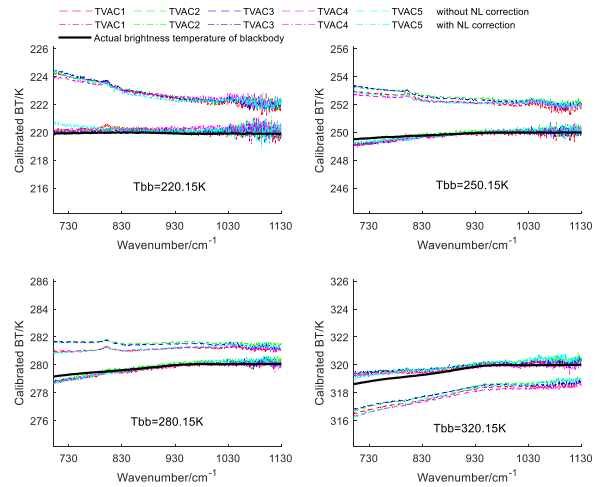 TVAC1 TVAC2 TVAC3 TVAC4 TVAC5 without NL correction
TVAC1 TVAC2 TVAC3 TVAC4 TVAC5 with NL correction
Actual brightness temperature of blackbody
226
224
222
220
218
216
Calibrated BT/K
Tbb=220.15K
730 830 930 1030 1130
Wavenumber/cm-1
256
254
252
250
248
246
Calibrated BT/K
Tbb=250.15K
730 830 930 1030 1130
Wavenumber/cm-1
286
284
282
280
278
276
Calibrated BT/K
Tbb=280.15K
730 830 930 1030 1130
Wavenumber/cm-1
326
324
322
320
318
316
Calibrated BT/K
Tbb=320.15K
730 830 930 1030 1130
Wavenumber/cm-1